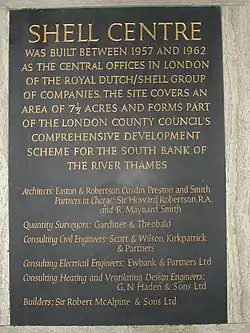 SHELL CENTRE
WAS BUILT BETWEEN 1957 AND 1962
AS THE CENTRAL OFFICES IN LONDON
OF THE ROYAL DUTCH/SHELL GROUP
OF COMPANIES. THE SITE COVERS AN
AREA OF 7½ ACRES AND FORMS PART
OF THE LONDON COUNTY COUNCIL'S
COMPREHENSIVE DEVELOPMENT
SCHEME FOR THE SOUTH BANK OF
THE RIVER THAMES
Architects: Easton & Robertson, Cusdin, Preston and Smith
Partners in Charge: Sir Howard Robertson, R.A.
and R. Maynard Smith
Quantity Surveyors: Gardiner & Theobald
Consulting Civil Engineers: Scott & Wilson, Kirkpatrick
& Partners
Consulting Electrical Engineers: Ewbank & Partners Ltd
Consulting Heating and Ventilating Design Engineers:
G. N. Haden & Sons Ltd
Builders: Sir Robert McAlpine & Sons Ltd